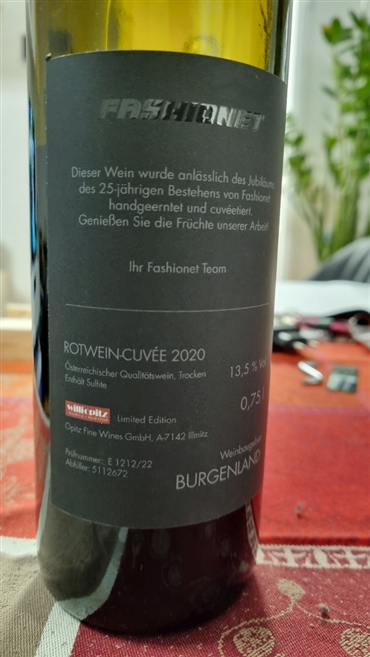 FASHIONET
Dieser Wein wurde anlässlich des Jubiläums
des 25-jährigen Bestehens von Fashionet
handgeerntet und cuvéetiert.
Genießen Sie die Früchte unserer Arbeit!
Ihr Fashionet Team
ROTWEIN-CUVÉE 2020
Österreichischer Qualitätswein, Trocken
Enthält Sulfite
13,5 % Vol
0,75 l
willi opitz
Limited Edition
Opitz Fine Wines GmbH, A-7142 Illmitz
Prüfnummer: E 1212/22
Abfüller: 5112672
Weinbaugebiet
BURGENLAND